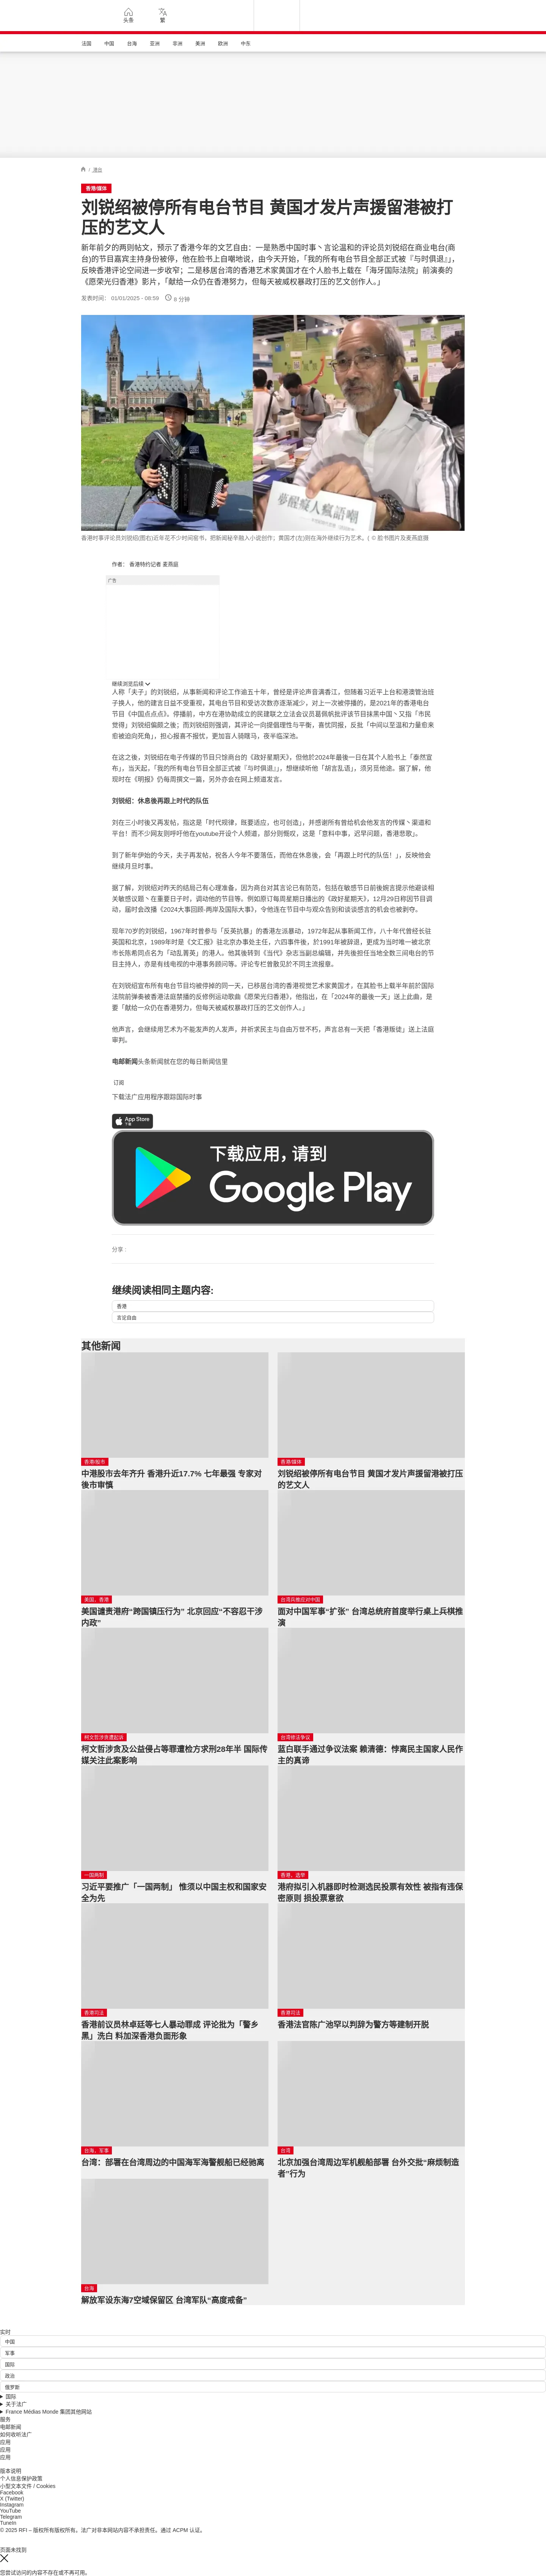 头条
繁
法国 中国 台海 亚洲 非洲 美洲 欧洲 中东
/ 港台
香港/媒体
刘锐绍被停所有电台节目 黄国才发片声援留港被打
压的艺文人
新年前夕的两则帖文，预示了香港今年的文艺自由：一是熟悉中国时事丶言论温和的评论员刘锐绍在商业电台(商
台)的节目嘉宾主持身份被停，他在脸书上自嘲地说，由今天开始，「我的所有电台节目全部正式被『与时俱退』」，
反映香港评论空间进一步收窄；二是移居台湾的香港艺术家黄国才在个人脸书上载在「海牙国际法院」前演奏的
《愿荣光归香港》影片，「献给一众仍在香港努力，但每天被威权暴政打压的艺文创作人。」
发表时间： 01/01/2025 - 08:59
8 分钟
夢醒疑人瘋語嘲
香港时事评论员刘锐绍(图右)近年花不少时间窑书，把新闻秘辛融入小说创作；黄国才(左)则在海外继续行为艺术。( © 脸书图片及麦燕庭摄
作者： 香港特约记者 麦燕庭
广告
继续浏览后续
人称「夫子」的刘锐绍，从事新闻和评论工作逾五十年，曾经是评论声音满香江，但随着习近平上台和港澳管治班
子换人，他的建言日益不受重视，其电台节目和受访次数亦逐渐减少，对上一次被停播的，是2021年的香港电台
节目《中国点点点》。停播前，中方在港协助成立的民建联之立法会议员葛佩帆批评该节目抹黑中国丶又指「市民
觉得」刘锐绍偏颇之後；而刘锐绍则强调，其评论一向提倡理性与平衡，喜忧同报，反批「中间以至温和力量愈来
愈被迫向死角」，担心报喜不报忧，更加盲人骑瞎马，夜半临深池。
在这之後，刘锐绍在电子传媒的节目只馀商台的《政好星期天》，但他於2024年最後一日在其个人脸书上「泰然宣
布」，当天起，「我的所有电台节目全部正式被『与时俱退』」，想继续听他「胡言乱语」，须另觅他途。据了解，他
现时在《明报》仍每周撰文一篇，另外亦会在网上频道发言。
刘锐绍：休息後再跟上时代的队伍
刘在三小时後又再发帖，指这是「时代规律，既要适应，也可创造」，并感谢所有曾给机会他发言的传媒丶渠道和
平台！而不少网友则呼吁他在youtube开设个人频道，部分则慨叹，这是「意料中事，迟早问题，香港悲歌」。
到了新年伊始的今天，夫子再发帖，祝各人今年不要落伍，而他在休息後，会「再跟上时代的队伍！」，反映他会
继续月旦时事。
据了解，刘锐绍对昨天的结局已有心理准备，因为商台对其言论已有防范，包括在敏感节日前後婉言提示他避谈相
关敏感议题丶在重要日子时，调动他的节目等。例如原订每周星期日播出的《政好星期天》，12月29日称因节目调
动，届时会改播《2024大事回顾-两岸及国际大事》，令他连在节目中与观众告别和谈谈感言的机会也被剥夺。
现年70岁的刘锐绍，1967年时曾参与「反英抗暴」的香港左派暴动，1972年起从事新闻工作，八十年代曾经长驻
英国和北京，1989年时是《文汇报》驻北京办事处主任，六四事件後，於1991年被辞退，更成为当时唯一被北京
市长陈希同点名为「动乱菁英」的港人。他其後转到《当代》杂志当副总编辑，并先後担任当地全数三间电台的节
目主持人，亦是有线电视的中港事务顾问等。评论专栏曾散见於不同主流报章。
在刘锐绍宣布所有电台节目均被停掉的同一天，已移居台湾的香港视觉艺术家黄国才，在其脸书上载半年前於国际
法院前弹奏被香港法庭禁播的反修例运动歌曲《愿荣光归香港》，他指出，在「2024年的最後一天」送上此曲，是
要「献给一众仍在香港努力，但每天被威权暴政打压的艺文创作人。」
他声言，会继续用艺术为不能发声的人发声，并祈求民主与自由万世不朽，声言总有一天把「香港叛徒」送上法庭
审判。
电邮新闻头条新闻就在您的每日新闻信里
订阅
下载法广应用程序跟踪国际时事
App Store
下载
下载应用，请到
Google Play
分享 :
继续阅读相同主题内容:
香港
言论自由
其他新闻
香港/股市
中港股市去年齐升 香港升近17.7% 七年最强 专家对
後市审慎
香港/媒体
刘锐绍被停所有电台节目 黄国才发片声援留港被打压
的艺文人
美国，香港
美国谴责港府“跨国镇压行为” 北京回应“不容忍干涉
内政”
台湾兵推应对中国
面对中国军事“扩张” 台湾总统府首度举行桌上兵棋推
演
柯文哲涉贪遭起诉
柯文哲涉贪及公益侵占等罪遭检方求刑28年半 国际传
媒关注此案影响
台湾修法争议
蓝白联手通过争议法案 赖清德：悖离民主国家人民作
主的真谛
一国两制
习近平要推广「一国两制」 惟须以中国主权和国家安
全为先
香港，选举
港府拟引入机器即时检测选民投票有效性 被指有违保
密原则 损投票意欲
香港司法
香港前议员林卓廷等七人暴动罪成 评论批为「警乡
黑」洗白 料加深香港负面形象
香港司法
香港法官陈广池罕以判辞为警方等建制开脱
台海，军事
台湾：部署在台湾周边的中国海军海警舰船已经驰离
台湾
北京加强台湾周边军机舰船部署 台外交批“麻烦制造
者”行为
台海
解放军设东海7空域保留区 台湾军队“高度戒备”
实时
中国
军事
国际
政治
俄罗斯
国际
关于法广
France Médias Monde 集团其他网站
服务
电邮新闻
如何收听法广
应用
应用
应用
版本说明
个人信息保护政策
小型文本文件 / Cookies
Facebook
X (Twitter)
Instagram
YouTube
Telegram
TuneIn
© 2025 RFI – 版权所有版权所有。法广对非本网站内容不承担责任。通过 ACPM 认证。
页面未找到
您尝试访问的内容不存在或不再可用。